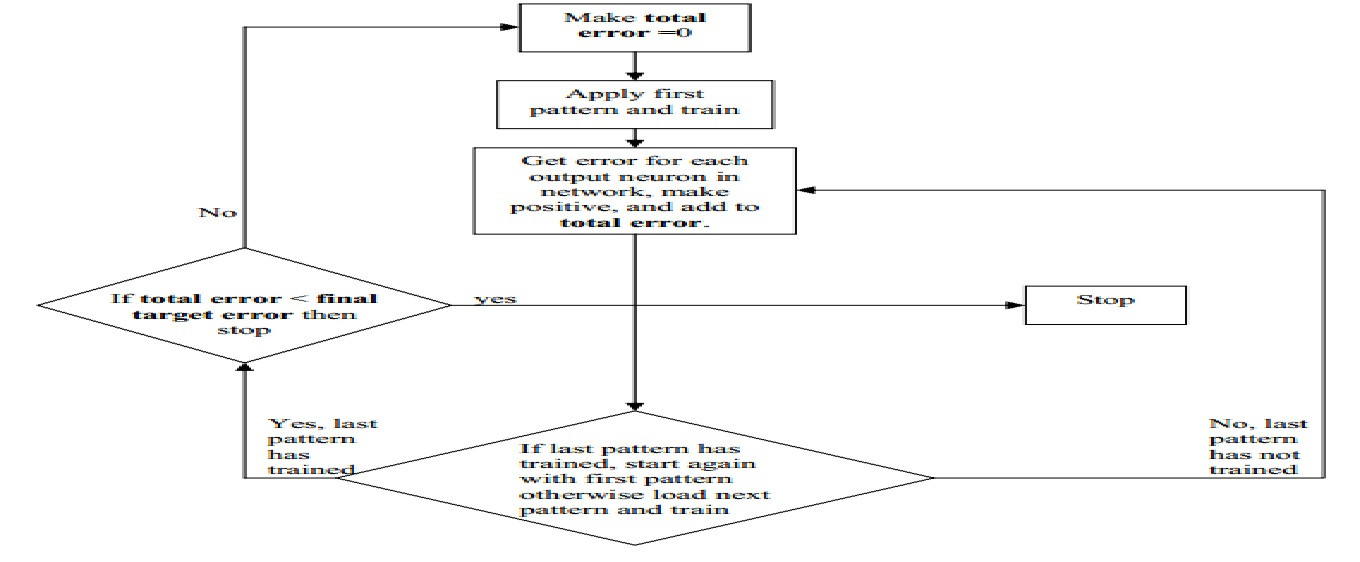 Make total
error =0
Apply first
pattern and train
Get error for each
output neuron in
network, make
positive, and add to
total error.
No
If total error < final
target error then
stop
yes
Stop
Yes, last
pattern
has
trained
If last pattern has
trained, start again
with first pattern
otherwise load next
pattern and train
No, last
pattern
has not
trained